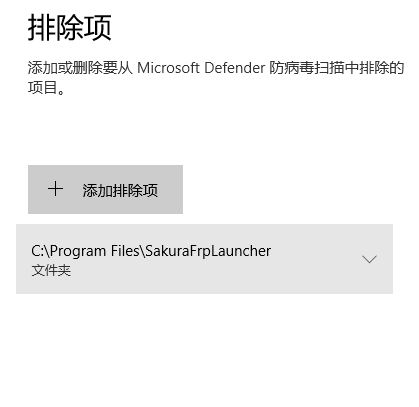 排除项
添加或删除要从 Microsoft Defender 防病毒扫描中排除的
项目。
添加排除项
C:\Program Files\SakuraFrpLauncher
文件夹